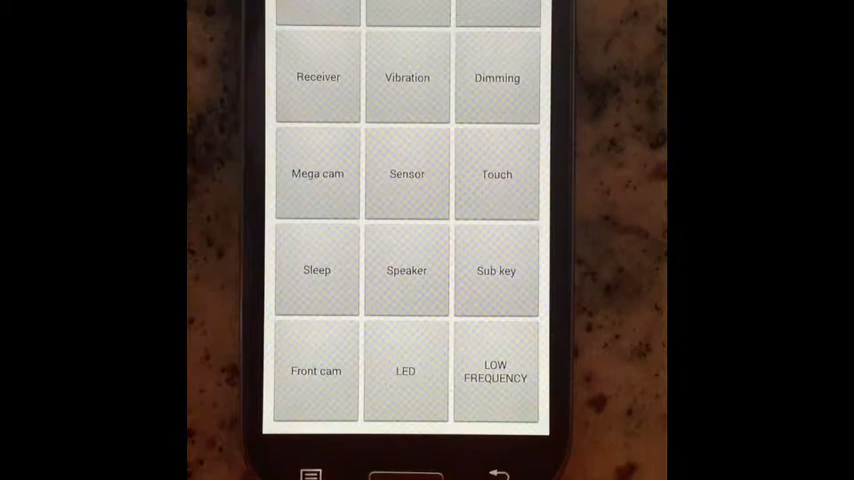 Receiver
Vibration
Dimming
Mega cam
Sensor
Touch
Sleep
Speaker
Sub key
Front cam
LED
LOW
FREQUENCY